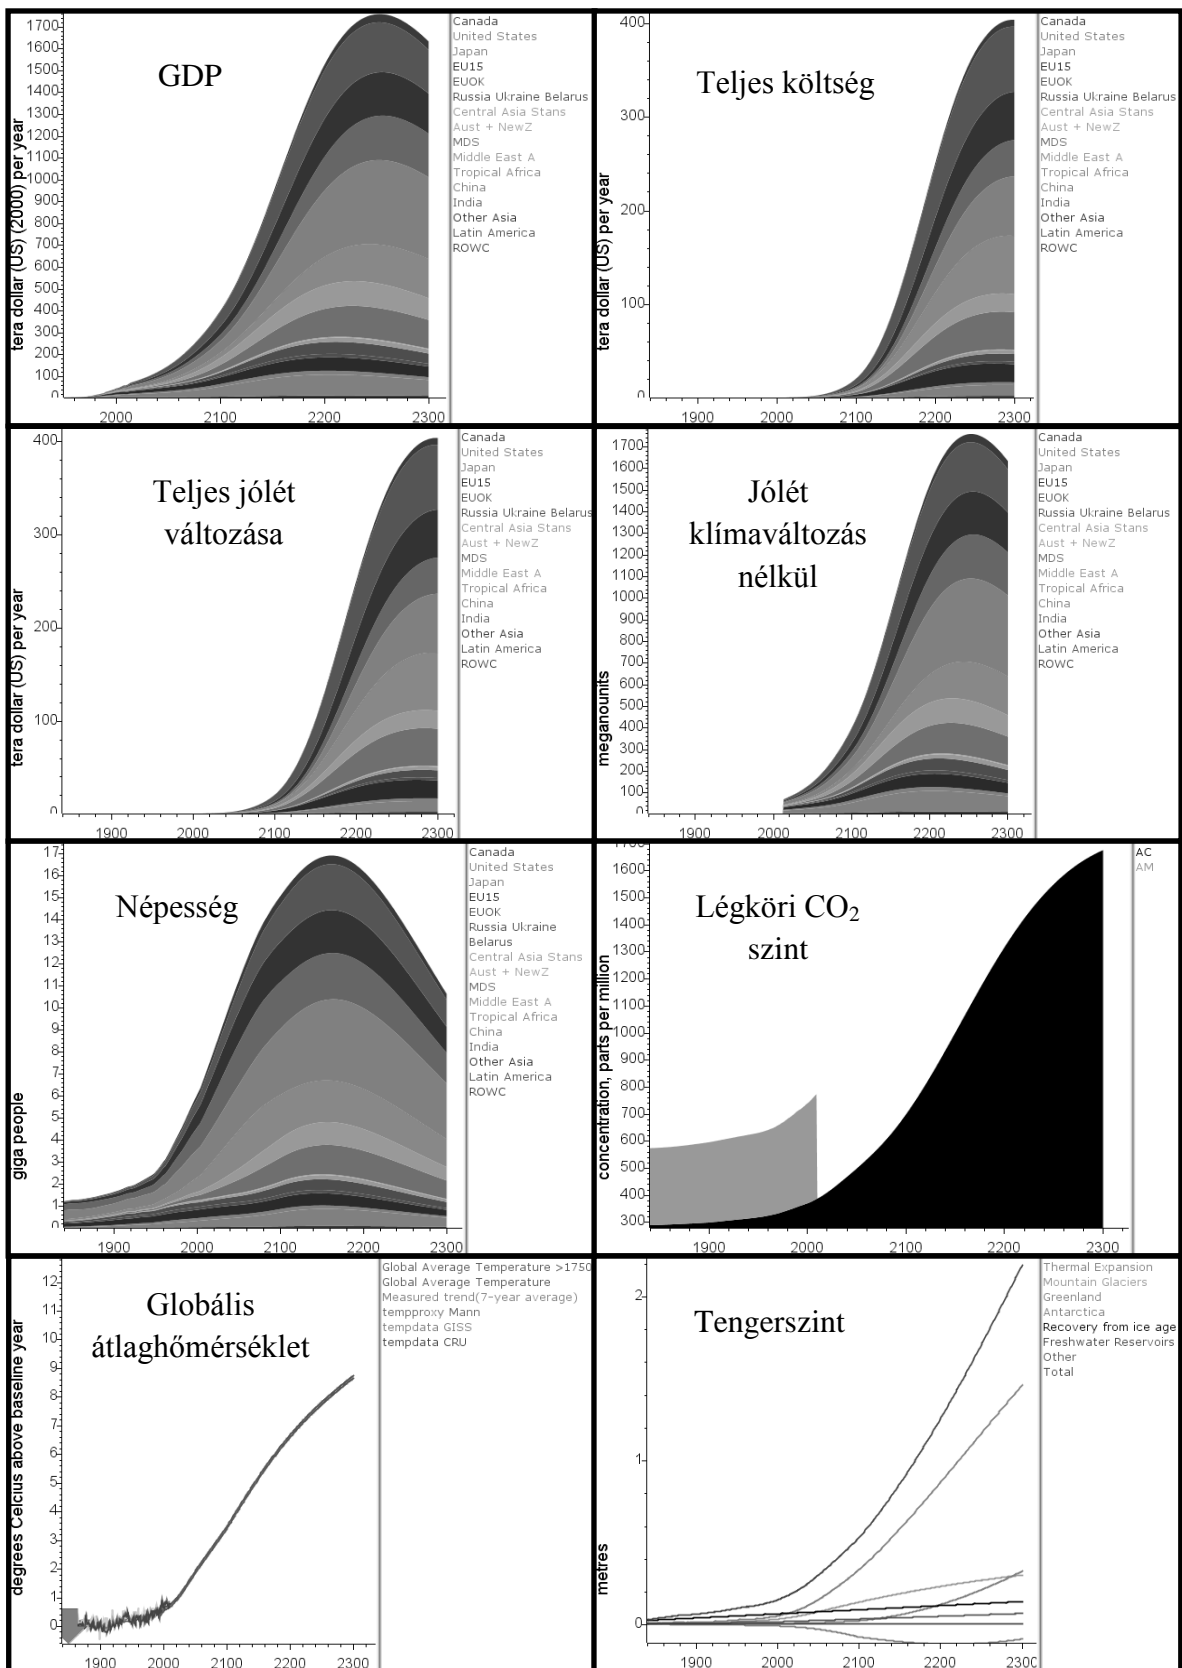 GDP
tera dollar (US) (2000) per year
1700
1600
1500
1400
1300
1200
1100
1000
900
800
700
600
500
400
300
200
100
0
2000 2100 2200 2300
Canada
United States
Japan
EU15
EUOK
Russia Ukraine Belarus
Central Asia Stans
Aust + NewZ
MDS
Middle East A
Tropical Africa
China
India
Other Asia
Latin America
ROWC
Teljes költség
tera dollar (US) per year
400
300
200
100
0
1900 2000 2100 2200 2300
Canada
United States
Japan
EU15
EUOK
Russia Ukraine Belarus
Central Asia Stans
Aust + NewZ
MDS
Middle East A
Tropical Africa
China
India
Other Asia
Latin America
ROWC
Teljes jólét
változása
tera dollar (US) per year
400
300
200
100
0
1900 2000 2100 2200 2300
Canada
United States
Japan
EU15
EUOK
Russia Ukraine Belarus
Central Asia Stans
Aust + NewZ
MDS
Middle East A
Tropical Africa
China
India
Other Asia
Latin America
ROWC
Jólét
klímaváltozás
nélkül
meganounits
1700
1600
1500
1400
1300
1200
1100
1000
900
800
700
600
500
400
300
200
100
0
1900 2000 2100 2200 2300
Canada
United States
Japan
EU15
EUOK
Russia Ukraine Belarus
Central Asia Stans
Aust + NewZ
MDS
Middle East A
Tropical Africa
China
India
Other Asia
Latin America
ROWC
Népesség
giga people
17
16
15
14
13
12
11
10
9
8
7
6
5
4
3
2
1
0
1900 2000 2100 2200 2300
Canada
United States
Japan
EU15
EUOK
Russia Ukraine
Belarus
Central Asia Stans
Aust + NewZ
MDS
Middle East A
Tropical Africa
China
India
Other Asia
Latin America
ROWC
Légköri CO₂
szint
concentration, parts per million
1700
1600
1500
1400
1300
1200
1100
1000
900
800
700
600
500
400
300
1900 2000 2100 2200 2300
AC
AM
Globális
átlaghőmérséklet
degrees Celcius above baseline year
12
11
10
9
8
7
6
5
4
3
2
1
0
1900 2000 2100 2200 2300
Global Average Temperature >1750
Global Average Temperature
Measured trend(7-year average)
tempproxy Mann
tempdata GISS
tempdata CRU
Tengerszint
metres
2
1
0
1900 2000 2100 2200 2300
Thermal Expansion
Mountain Glaciers
Greenland
Antarctica
Recovery from ice age
Freshwater Reservoirs
Other
Total